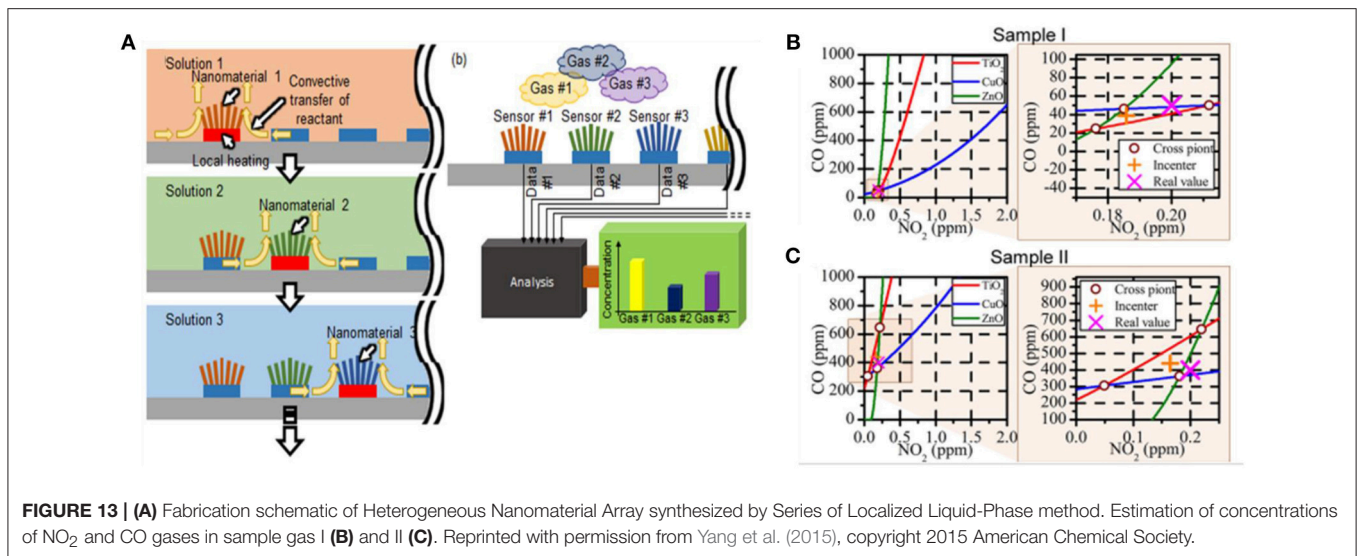 A
Solution 1
Nanomaterial 1
Convective transfer of reactant
Local heating
Solution 2
Nanomaterial 2
Solution 3
Nanomaterial 3
(b)
Gas #1
Gas #2
Gas #3
Sensor #1 Sensor #2 Sensor #3
Data #1
Data #2
Data #3
Analysis
Concentration
Gas #1 Gas #2 Gas #3
B
Sample I
CO (ppm)
1000
800
600
400
200
0
0.0 0.5 1.0 1.5 2.0
NO2 (ppm)
TiO2
CuO
ZnO
CO (ppm)
100
80
60
40
20
0
-20
-40
0.18 0.20
NO2 (ppm)
Cross piont
Incenter
Real value
C
Sample II
CO (ppm)
1000
800
600
400
200
0
0.0 0.5 1.0 1.5 2.0
NO2 (ppm)
TiO2
CuO
ZnO
CO (ppm)
900
800
700
600
500
400
300
200
100
0.0 0.1 0.2
NO2 (ppm)
Cross piont
Incenter
Real value
FIGURE 13 | (A) Fabrication schematic of Heterogeneous Nanomaterial Array synthesized by Series of Localized Liquid-Phase method. Estimation of concentrations
of NO2 and CO gases in sample gas I (B) and II (C). Reprinted with permission from Yang et al. (2015), copyright 2015 American Chemical Society.